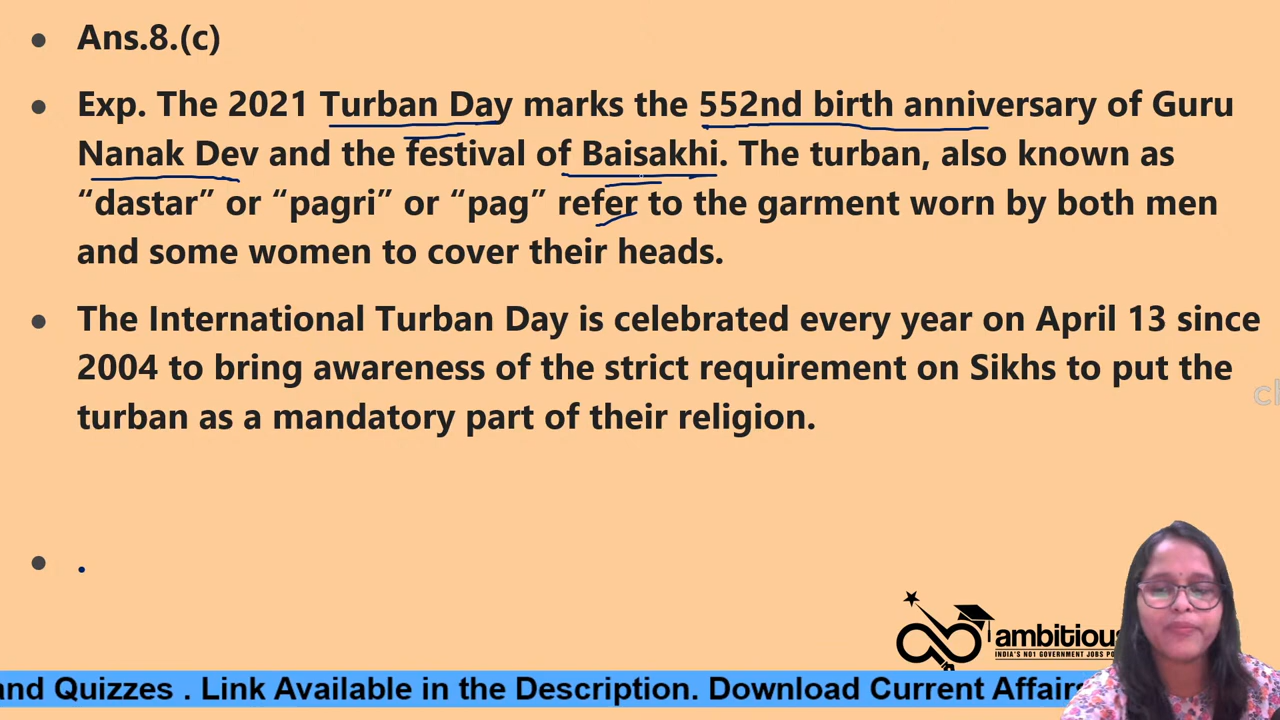 Ans.8.(c)
Exp. The 2021 Turban Day marks the 552nd birth anniversary of Guru
Nanak Dev and the festival of Baisakhi. The turban, also known as
“dastar” or “pagri” or “pag” refer to the garment worn by both men
and some women to cover their heads.
The International Turban Day is celebrated every year on April 13 since
2004 to bring awareness of the strict requirement on Sikhs to put the
turban as a mandatory part of their religion.
.
ambitious
INDIA'S NO1 GOVERNMENT JOBS
and Quizzes . Link Available in the Description. Download Current Affairs